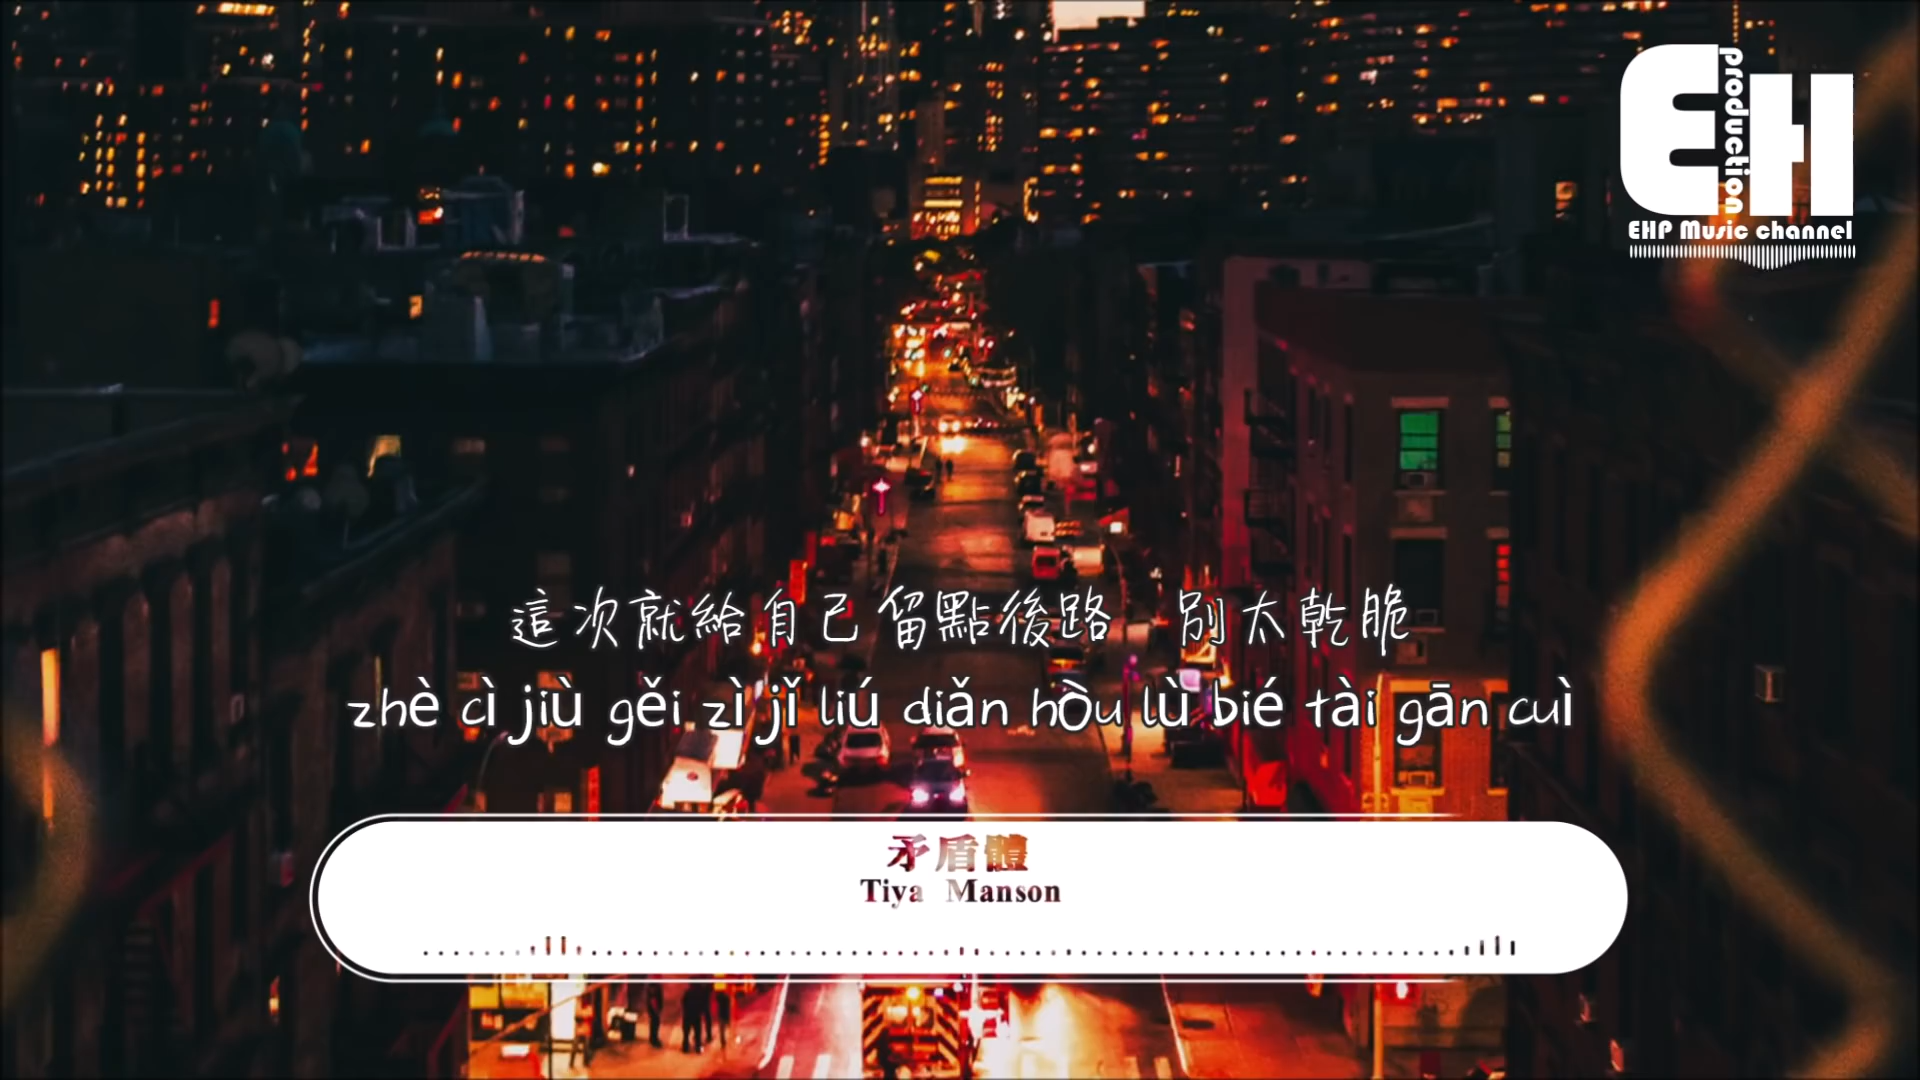 production
EH
EHP Music channel
這次就給自己留點後路 別太乾脆
zhè cì jiù gěi zì jǐ liú diǎn hòu lù bié tài gān cuì
矛盾體
Tiya Manson